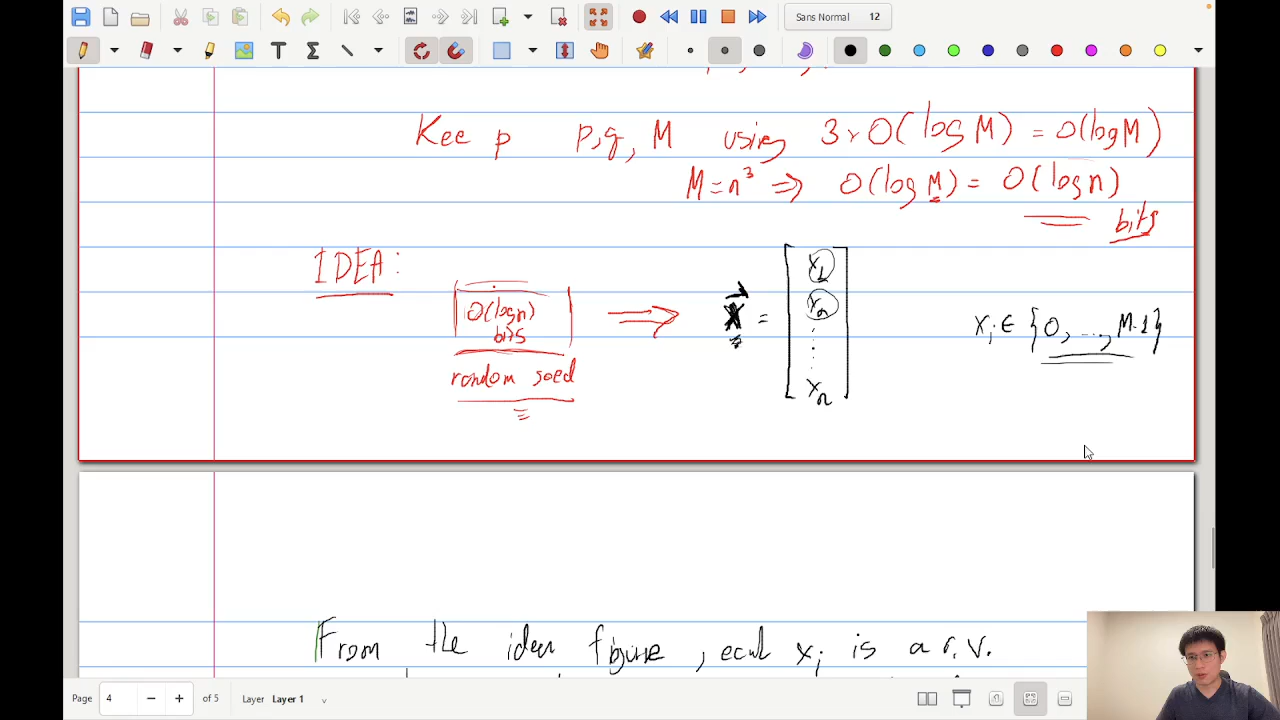 Sans Normal 12
Keep p,q, M using 3×O(log M) = O(log M)
M = n³ ⇒ O(log M) = O(log n)
bits
IDEA:
O(log n)
bits
random seed
⇒ x =
x₁
x₂
xₙ
xᵢ ∈ {0, ..., M-1}
From the idea figure, each xᵢ is a r.v.
Page 4 of 5 Layer Layer 1